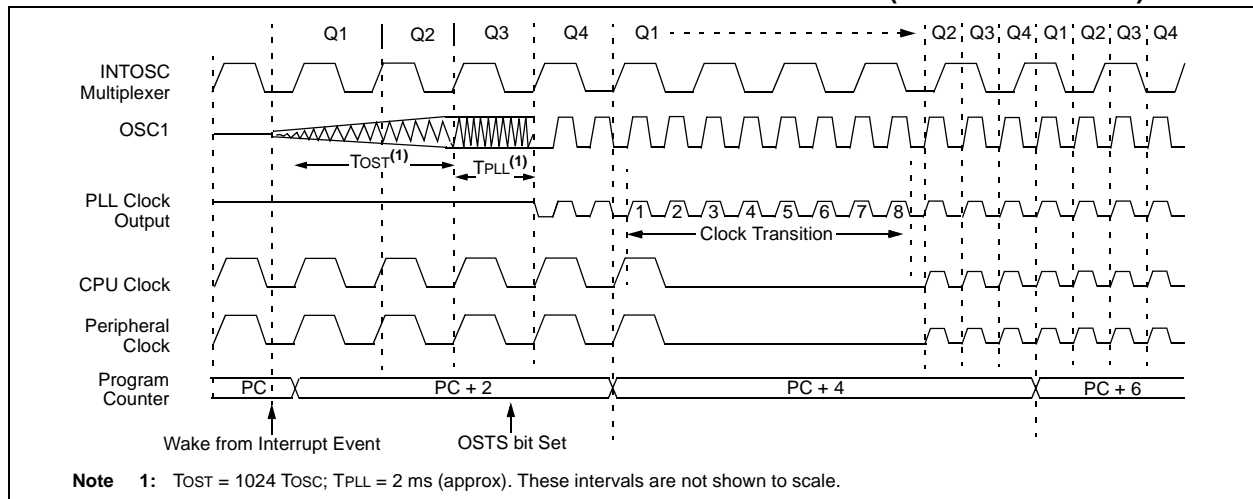 Q1 Q2 Q3 Q4 Q1 Q2 Q3 Q4 Q1 Q2 Q3 Q4
INTOSC
Multiplexer
OSC1
TOST(1)
TPLL(1)
PLL Clock
Output
1 2 3 4 5 6 7 8
Clock Transition
CPU Clock
Peripheral
Clock
Program
Counter
PC PC + 2 PC + 4 PC + 6
Wake from Interrupt Event OSTS bit Set
Note 1: TOST = 1024 TOSC; TPLL = 2 ms (approx). These intervals are not shown to scale.